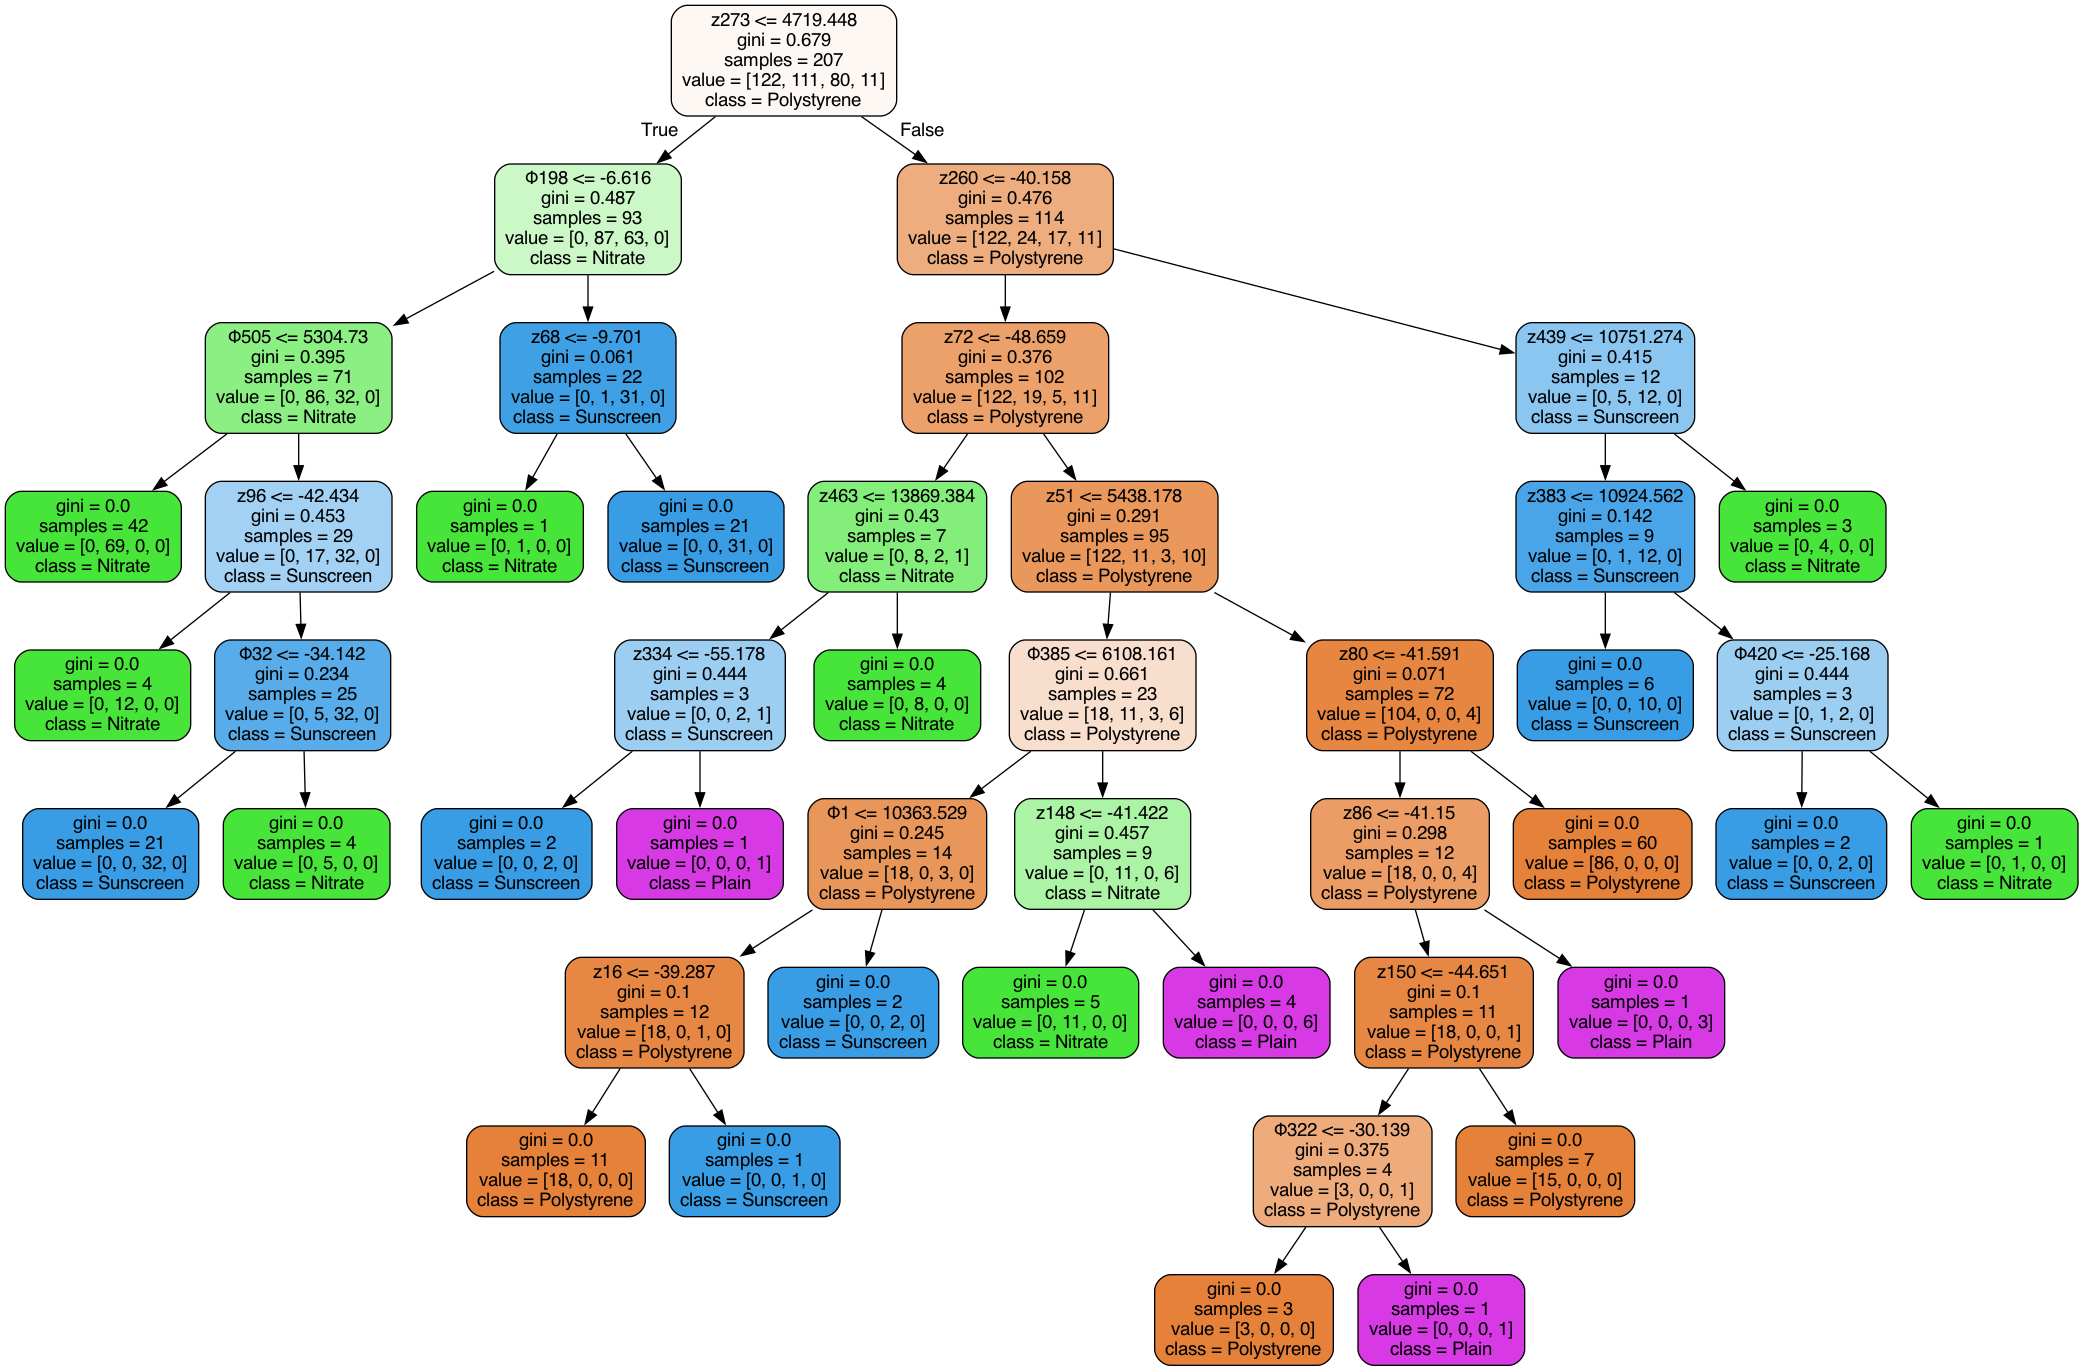 z273 <= 4719.448
gini = 0.679
samples = 207
value = [122, 111, 80, 11]
class = Polystyrene
True
False
Φ198 <= -6.616
gini = 0.487
samples = 93
value = [0, 87, 63, 0]
class = Nitrate
z260 <= -40.158
gini = 0.476
samples = 114
value = [122, 24, 17, 11]
class = Polystyrene
Φ505 <= 5304.73
gini = 0.395
samples = 71
value = [0, 86, 32, 0]
class = Nitrate
z68 <= -9.701
gini = 0.061
samples = 22
value = [0, 1, 31, 0]
class = Sunscreen
z72 <= -48.659
gini = 0.376
samples = 102
value = [122, 19, 5, 11]
class = Polystyrene
z439 <= 10751.274
gini = 0.415
samples = 12
value = [0, 5, 12, 0]
class = Sunscreen
gini = 0.0
samples = 42
value = [0, 69, 0, 0]
class = Nitrate
z96 <= -42.434
gini = 0.453
samples = 29
value = [0, 17, 32, 0]
class = Sunscreen
gini = 0.0
samples = 1
value = [0, 1, 0, 0]
class = Nitrate
gini = 0.0
samples = 21
value = [0, 0, 31, 0]
class = Sunscreen
z463 <= 13869.384
gini = 0.43
samples = 7
value = [0, 8, 2, 1]
class = Nitrate
z51 <= 5438.178
gini = 0.291
samples = 95
value = [122, 11, 3, 10]
class = Polystyrene
z383 <= 10924.562
gini = 0.142
samples = 9
value = [0, 1, 12, 0]
class = Sunscreen
gini = 0.0
samples = 3
value = [0, 4, 0, 0]
class = Nitrate
gini = 0.0
samples = 4
value = [0, 12, 0, 0]
class = Nitrate
Φ32 <= -34.142
gini = 0.234
samples = 25
value = [0, 5, 32, 0]
class = Sunscreen
z334 <= -55.178
gini = 0.444
samples = 3
value = [0, 0, 2, 1]
class = Sunscreen
gini = 0.0
samples = 4
value = [0, 8, 0, 0]
class = Nitrate
Φ385 <= 6108.161
gini = 0.661
samples = 23
value = [18, 11, 3, 6]
class = Polystyrene
z80 <= -41.591
gini = 0.071
samples = 72
value = [104, 0, 0, 4]
class = Polystyrene
gini = 0.0
samples = 6
value = [0, 0, 10, 0]
class = Sunscreen
Φ420 <= -25.168
gini = 0.444
samples = 3
value = [0, 1, 2, 0]
class = Sunscreen
gini = 0.0
samples = 21
value = [0, 0, 32, 0]
class = Sunscreen
gini = 0.0
samples = 4
value = [0, 5, 0, 0]
class = Nitrate
gini = 0.0
samples = 2
value = [0, 0, 2, 0]
class = Sunscreen
gini = 0.0
samples = 1
value = [0, 0, 0, 1]
class = Plain
Φ1 <= 10363.529
gini = 0.245
samples = 14
value = [18, 0, 3, 0]
class = Polystyrene
z148 <= -41.422
gini = 0.457
samples = 9
value = [0, 11, 0, 6]
class = Nitrate
z86 <= -41.15
gini = 0.298
samples = 12
value = [18, 0, 0, 4]
class = Polystyrene
gini = 0.0
samples = 60
value = [86, 0, 0, 0]
class = Polystyrene
gini = 0.0
samples = 2
value = [0, 0, 2, 0]
class = Sunscreen
gini = 0.0
samples = 1
value = [0, 1, 0, 0]
class = Nitrate
z16 <= -39.287
gini = 0.1
samples = 12
value = [18, 0, 1, 0]
class = Polystyrene
gini = 0.0
samples = 2
value = [0, 0, 2, 0]
class = Sunscreen
gini = 0.0
samples = 5
value = [0, 11, 0, 0]
class = Nitrate
gini = 0.0
samples = 4
value = [0, 0, 0, 6]
class = Plain
z150 <= -44.651
gini = 0.1
samples = 11
value = [18, 0, 0, 1]
class = Polystyrene
gini = 0.0
samples = 1
value = [0, 0, 0, 3]
class = Plain
gini = 0.0
samples = 11
value = [18, 0, 0, 0]
class = Polystyrene
gini = 0.0
samples = 1
value = [0, 0, 1, 0]
class = Sunscreen
Φ322 <= -30.139
gini = 0.375
samples = 4
value = [3, 0, 0, 1]
class = Polystyrene
gini = 0.0
samples = 7
value = [15, 0, 0, 0]
class = Polystyrene
gini = 0.0
samples = 3
value = [3, 0, 0, 0]
class = Polystyrene
gini = 0.0
samples = 1
value = [0, 0, 0, 1]
class = Plain